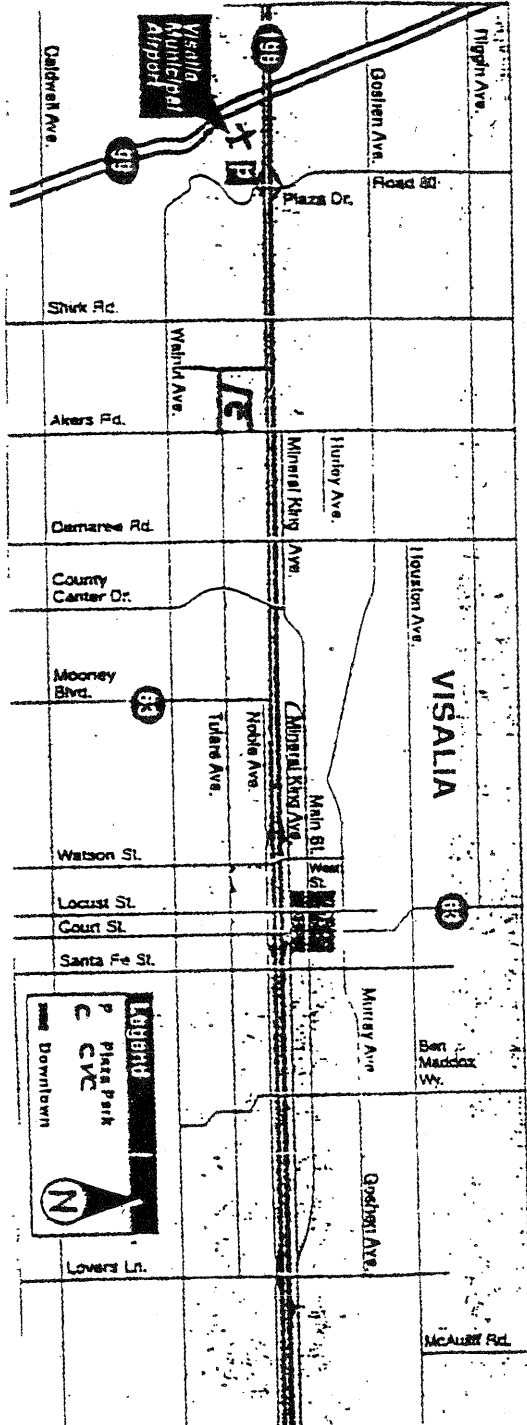 Riggin Ave.
Goshen Ave.
198
Visalia
Municipal
Airport
Caldwell Ave.
99
P
Road 80
Plaza Dr.
Shirk Rd.
Walnut Ave.
C
Akers Rd.
Hurley Ave.
Mineral King Ave.
Demaree Rd.
Houston Ave.
County
Center Dr.
VISALIA
Mooney
Blvd.
63
Mineral King Ave.
Noble Ave.
Tulare Ave.
Main St.
Watson St.
West
St.
Locust St.
63
Court St.
Santa Fe St.
Murray Ave
Ben
Maddox
Wy.
Goshen Ave.
Lovers Ln.
McAuliff Rd.
Legend
P Plaza Park
C CVC
Downtown
N